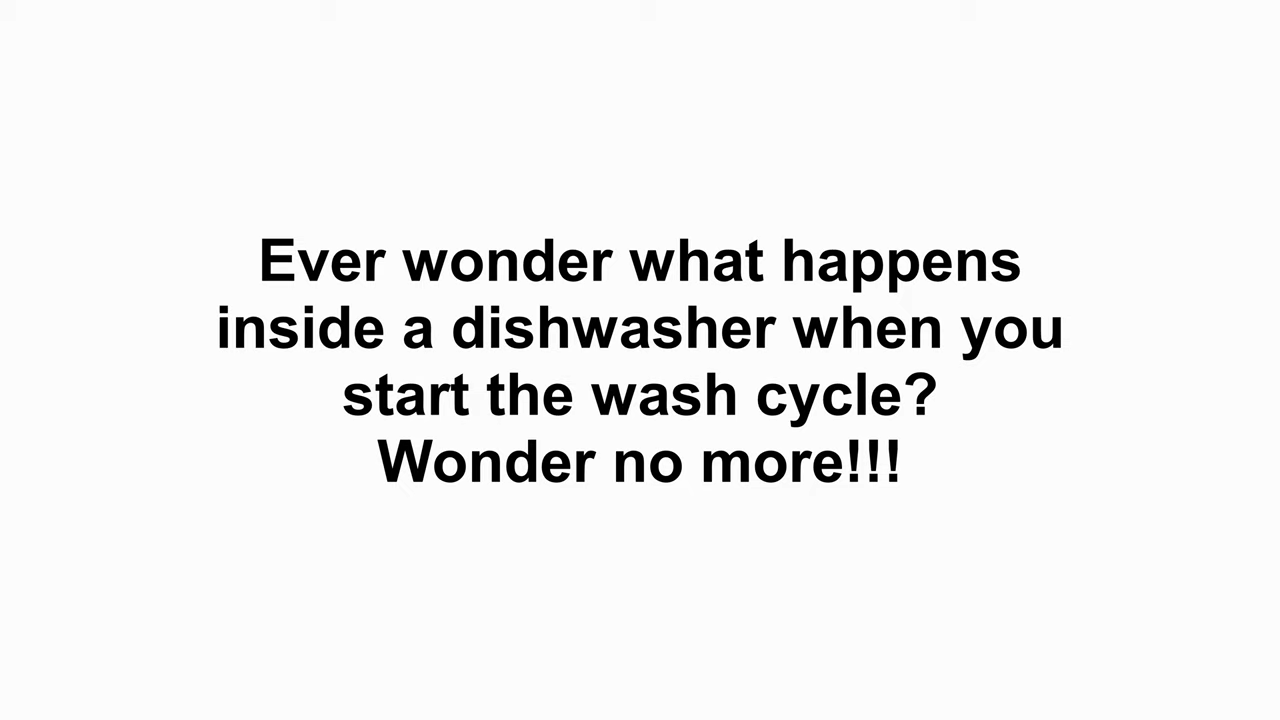 Ever wonder what happens
inside a dishwasher when you
start the wash cycle?
Wonder no more!!!